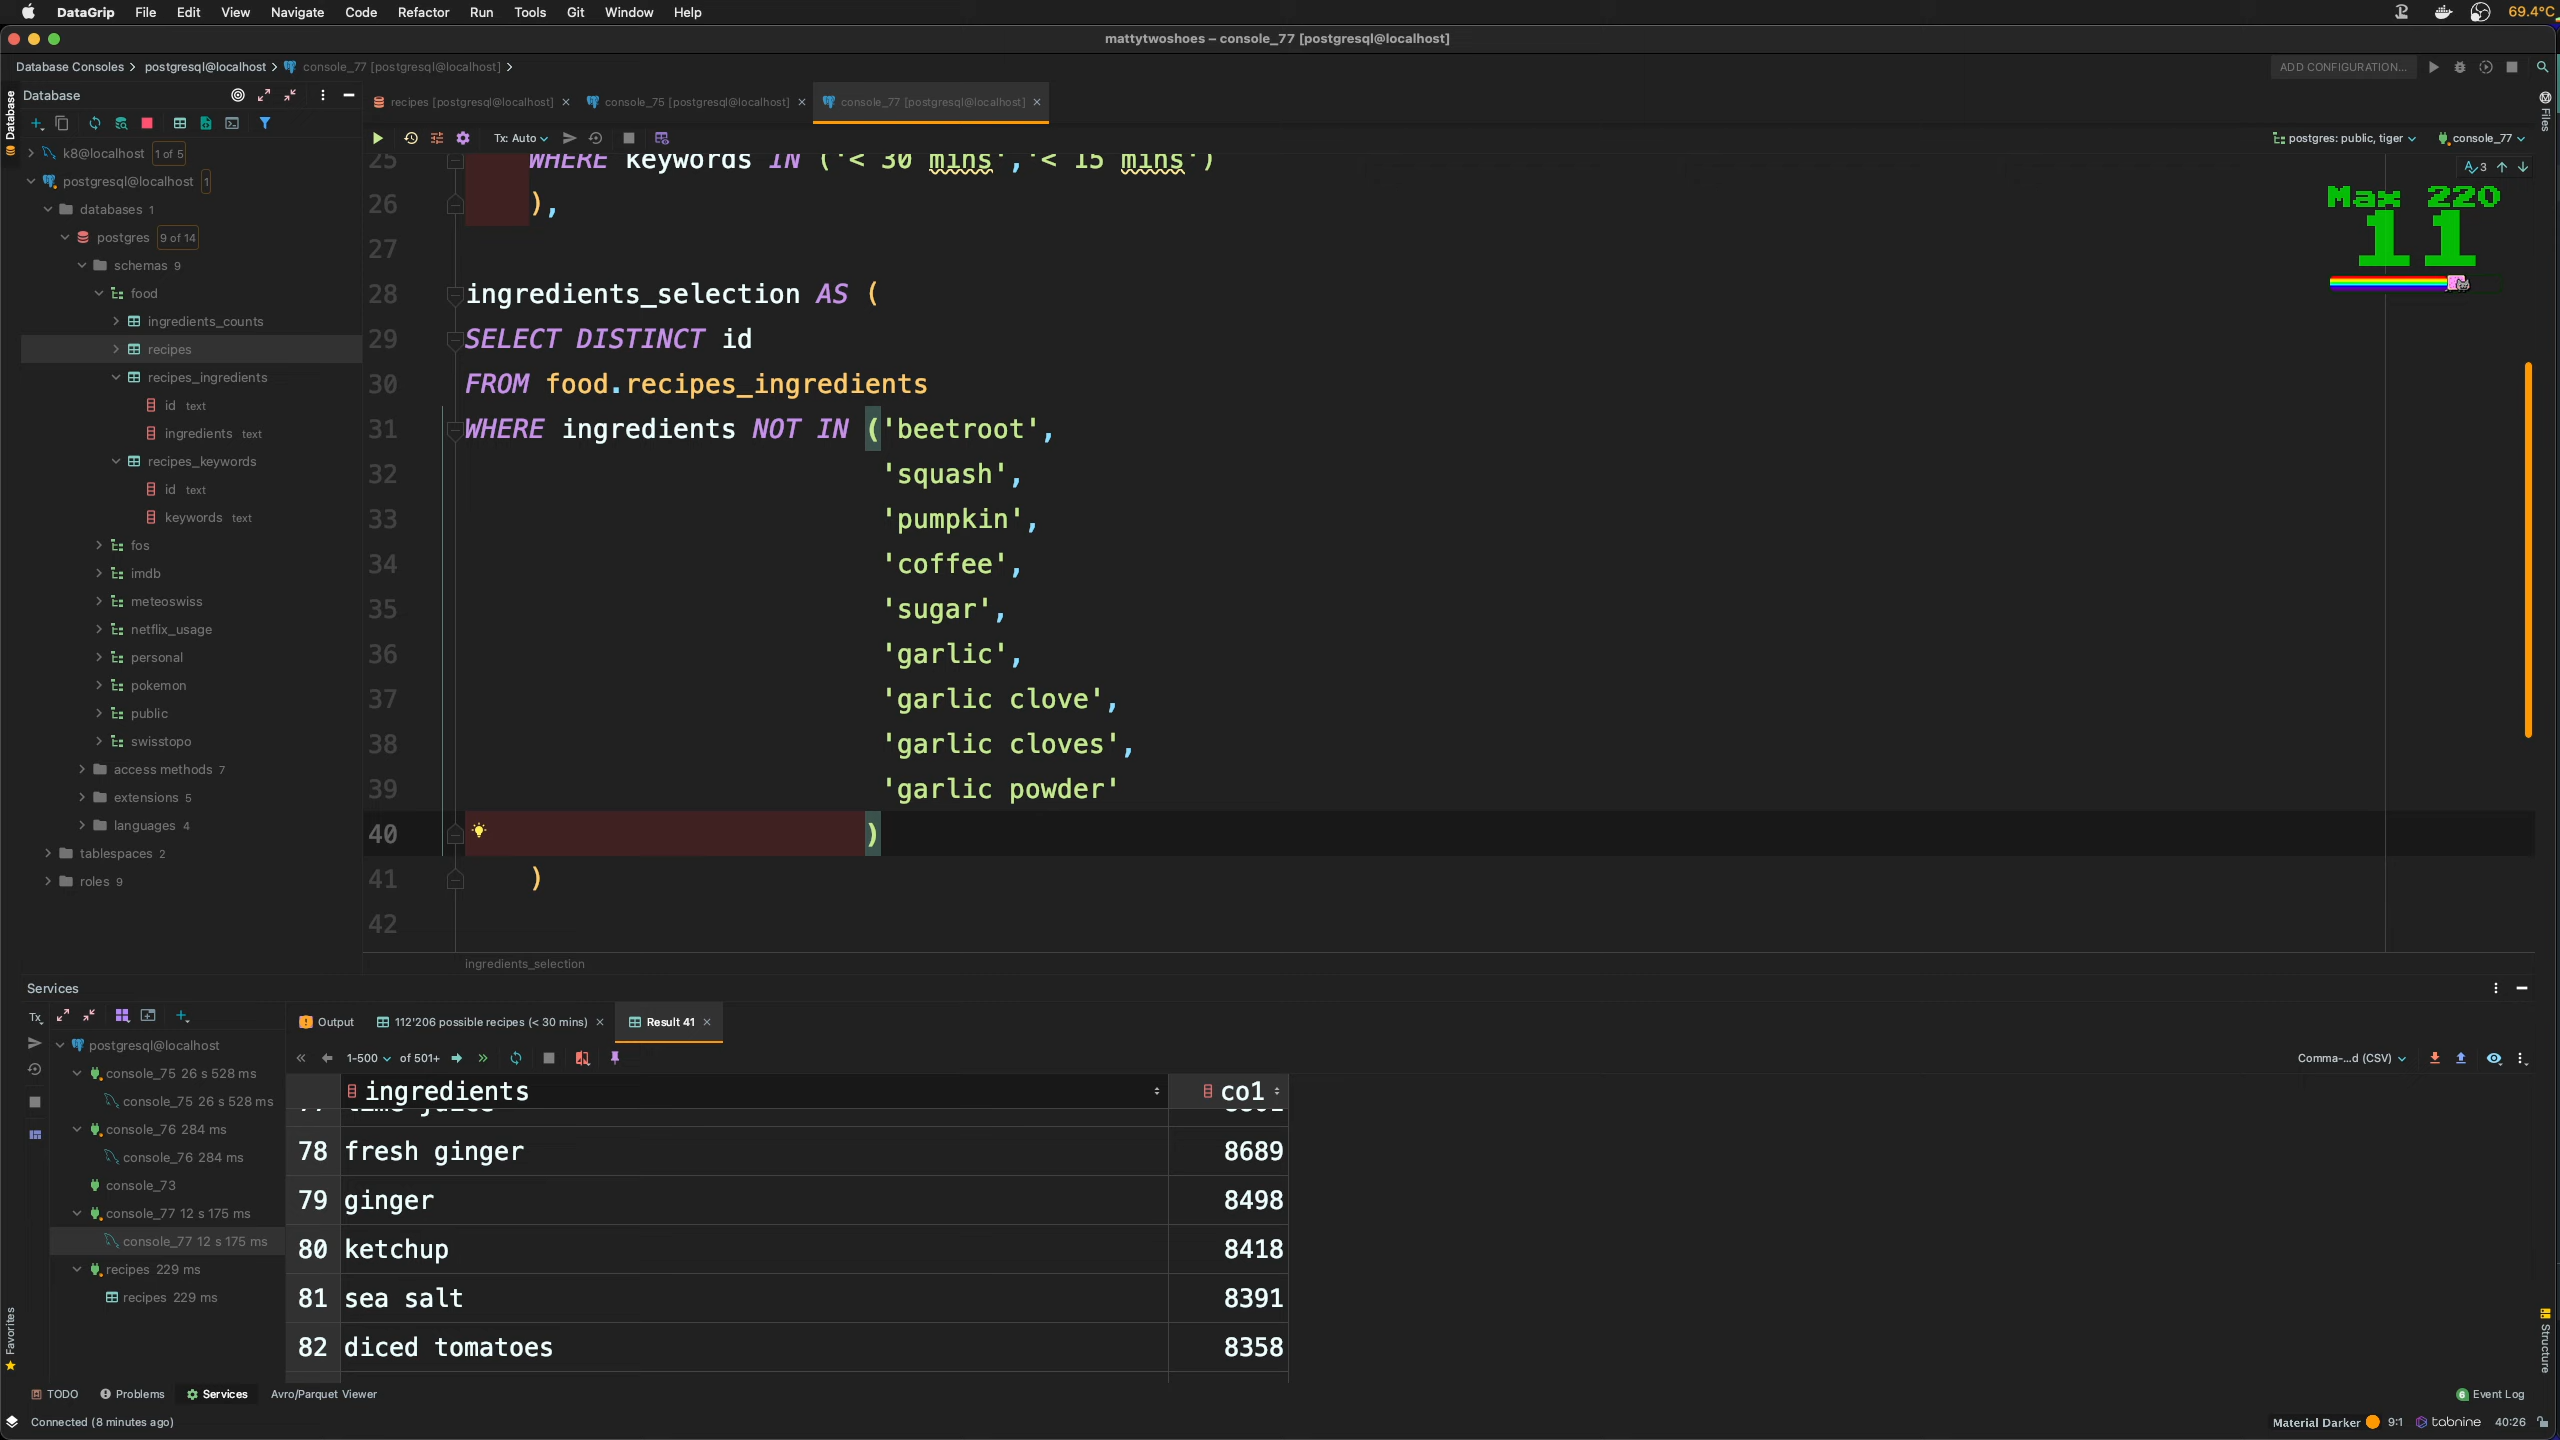 DataGrip File Edit View Navigate Code Refactor Run Tools Git Window Help
69.4°C
mattytwoshoes – console_77 [postgresql@localhost]
Database Consoles postgresql@localhost console_77 [postgresql@localhost]
ADD CONFIGURATION...
Database
Database
Files
k8@localhost 1 of 5
postgresql@localhost 1
databases 1
postgres 9 of 14
schemas 9
food
ingredients_counts
recipes
recipes_ingredients
id text
ingredients text
recipes_keywords
id text
keywords text
fos
imdb
meteoswiss
netflix_usage
personal
pokemon
public
swisstopo
access methods 7
extensions 5
languages 4
tablespaces 2
roles 9
recipes [postgresql@localhost] console_75 [postgresql@localhost] console_77 [postgresql@localhost]
Tx: Auto
postgres: public, tiger console_77
3
Max 220
11
25 WHERE keywords IN ('< 30 mins','< 15 mins')
26 ),
27
28 ingredients_selection AS (
29 SELECT DISTINCT id
30 FROM food.recipes_ingredients
31 WHERE ingredients NOT IN ('beetroot',
32 'squash',
33 'pumpkin',
34 'coffee',
35 'sugar',
36 'garlic',
37 'garlic clove',
38 'garlic cloves',
39 'garlic powder'
40 )
41 )
42
ingredients_selection
Services
Tx
postgresql@localhost
console_75 26 s 528 ms
console_75 26 s 528 ms
console_76 284 ms
console_76 284 ms
console_73
console_77 12 s 175 ms
console_77 12 s 175 ms
recipes 229 ms
recipes 229 ms
Output 112'206 possible recipes (< 30 mins) Result 41
1-500 of 501+
Comma-...d (CSV)
ingredients co1
78 fresh ginger 8689
79 ginger 8498
80 ketchup 8418
81 sea salt 8391
82 diced tomatoes 8358
Favorites
Structure
TODO Problems Services Avro/Parquet Viewer
6 Event Log
Connected (8 minutes ago)
Material Darker 9:1 tabnine 40:26